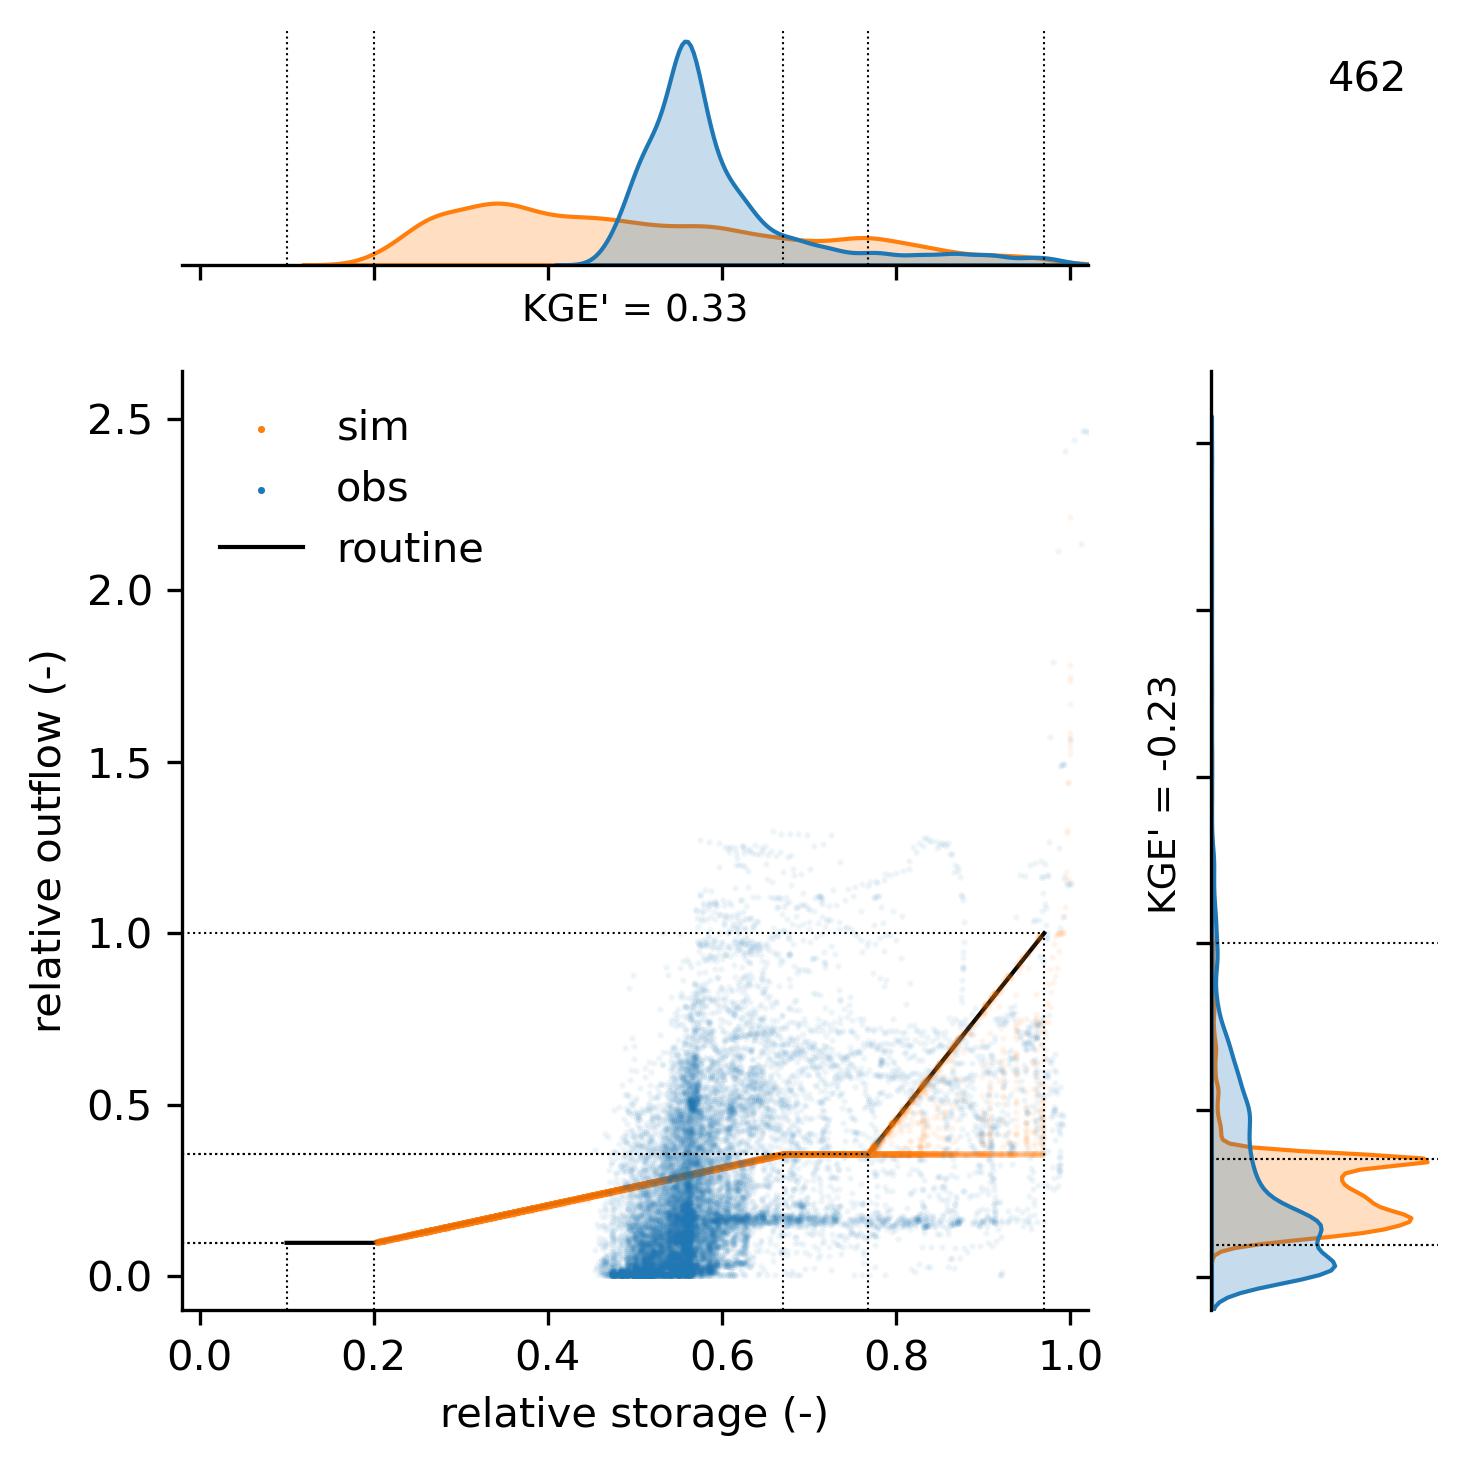 462
KGE' = 0.33
sim
obs
routine
2.5
2.0
1.5
1.0
0.5
0.0
relative outflow (-)
KGE' = -0.23
0.0 0.2 0.4 0.6 0.8 1.0
relative storage (-)